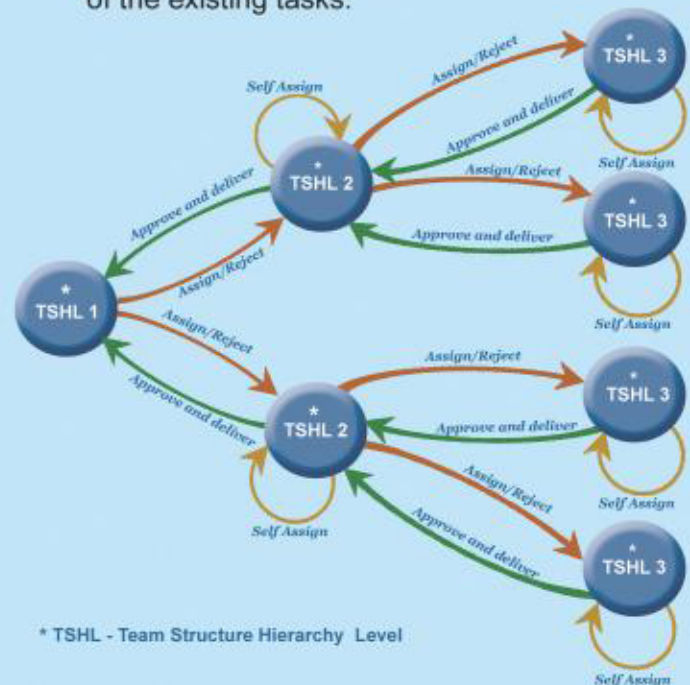 of the existing tasks.
*
TSHL 3
Assign/Reject
Self Assign
Approve and deliver
Self Assign
*
TSHL 2
Assign/Reject
*
TSHL 3
Approve and deliver
Approve and deliver
Self Assign
Assign/Reject
*
TSHL 1
Assign/Reject
Assign/Reject
*
TSHL 3
Approve and deliver
*
TSHL 2
Approve and deliver
Self Assign
Assign/Reject
Self Assign
Approve and deliver
*
TSHL 3
* TSHL - Team Structure Hierarchy Level
Self Assign